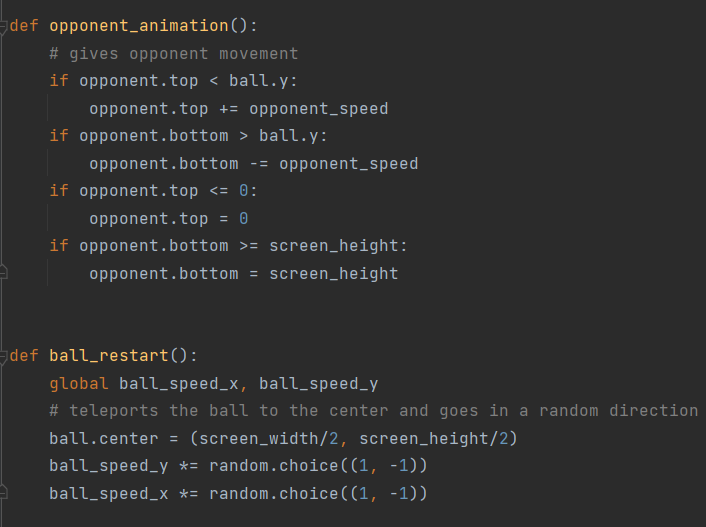 def opponent_animation():
    # gives opponent movement
    if opponent.top < ball.y:
        opponent.top += opponent_speed
    if opponent.bottom > ball.y:
        opponent.bottom -= opponent_speed
    if opponent.top <= 0:
        opponent.top = 0
    if opponent.bottom >= screen_height:
        opponent.bottom = screen_height
def ball_restart():
    global ball_speed_x, ball_speed_y
    # teleports the ball to the center and goes in a random direction
    ball.center = (screen_width/2, screen_height/2)
    ball_speed_y *= random.choice((1, -1))
    ball_speed_x *= random.choice((1, -1))